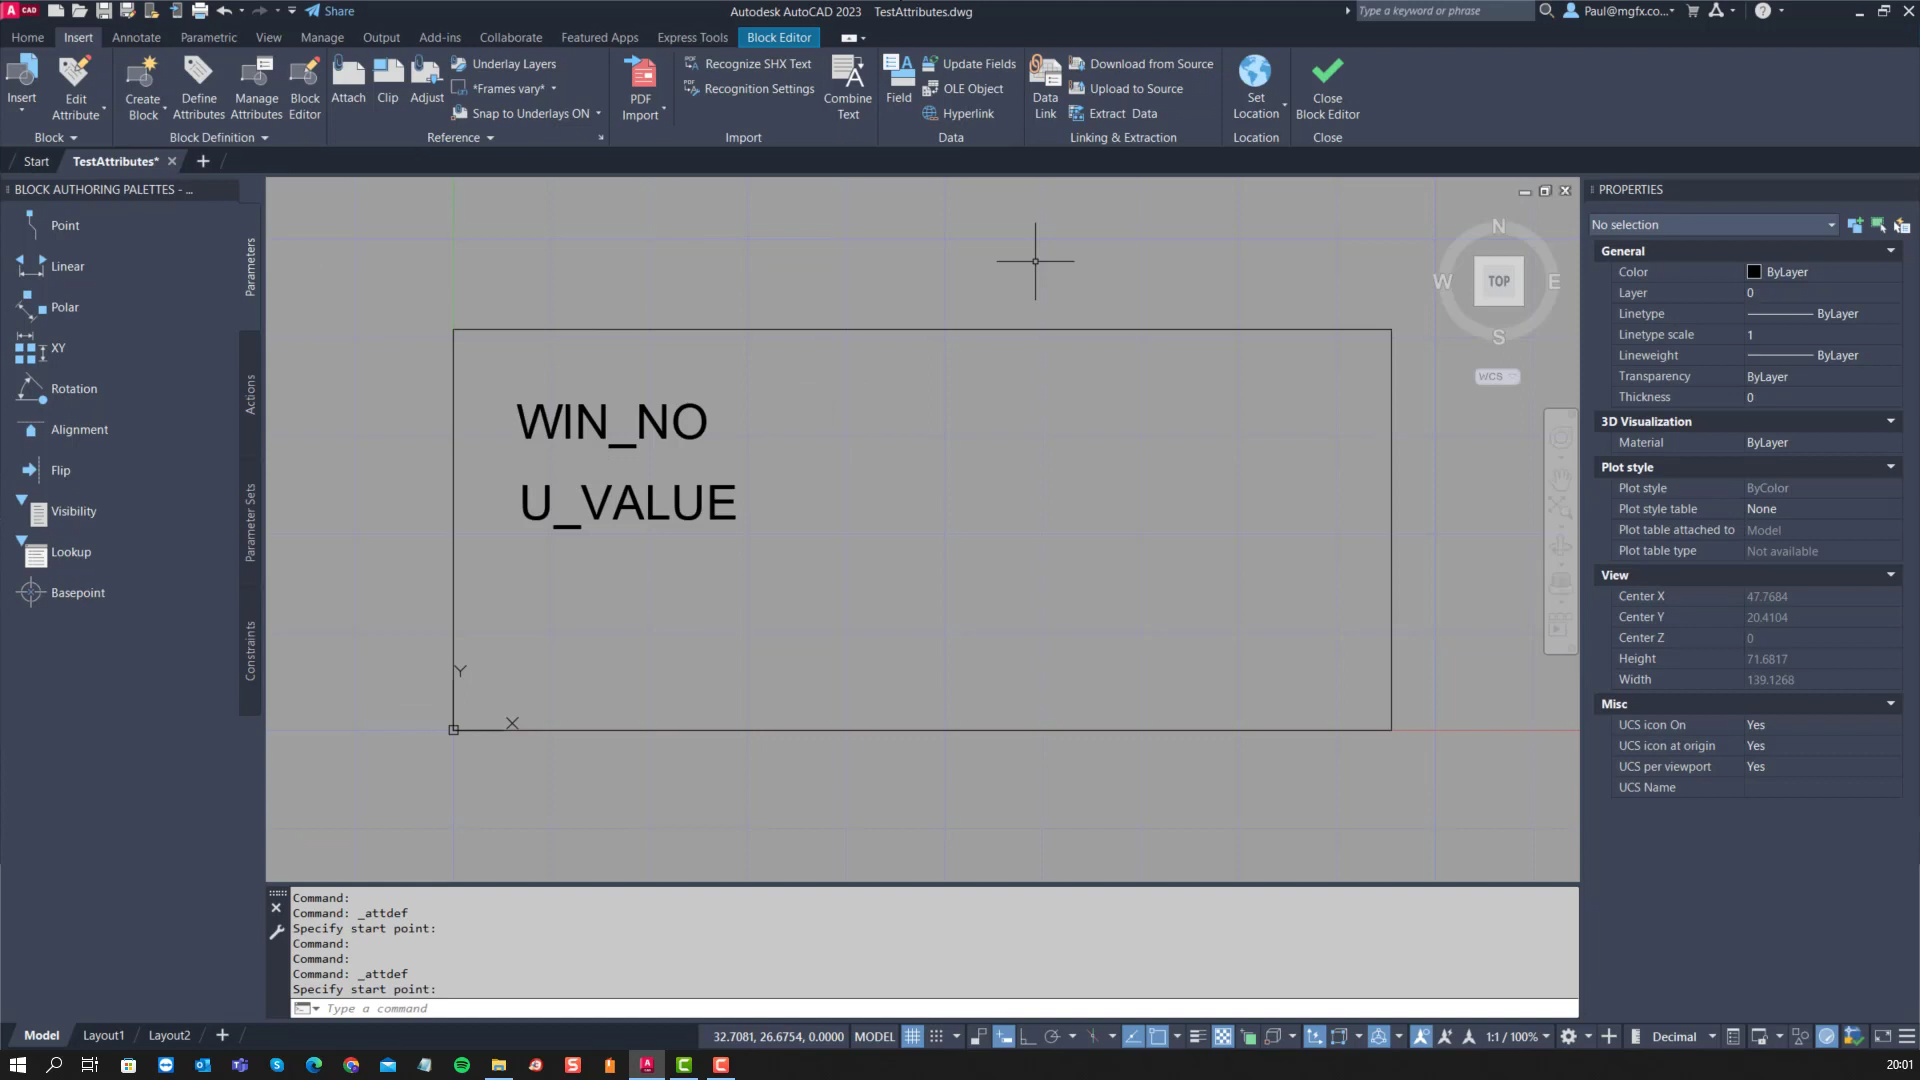 CAD
Share
Autodesk AutoCAD 2023 TestAttributes.dwg
Type a keyword or phrase
Paul@mgfx.co...
Home Insert Annotate Parametric View Manage Output Add-ins Collaborate Featured Apps Express Tools Block Editor
Insert
Edit Attribute
Create Block
Define Attributes
Manage Attributes
Block Editor
Attach
Clip
Adjust
Underlay Layers
*Frames vary*
Snap to Underlays ON
PDF Import
Recognize SHX Text
Recognition Settings
Combine Text
Field
Update Fields
OLE Object
Hyperlink
Data Link
Download from Source
Upload to Source
Extract Data
Set Location
Close Block Editor
Block Block Definition Reference Import Data Linking & Extraction Location Close
Start TestAttributes*
BLOCK AUTHORING PALETTES - ...
Point
Linear
Polar
XY
Rotation
Alignment
Flip
Visibility
Lookup
Basepoint
Parameters
Actions
Parameter Sets
Constraints
WIN_NO
U_VALUE
Y
X
N
W TOP E
S
WCS
PROPERTIES
No selection
General
Color ByLayer
Layer 0
Linetype ByLayer
Linetype scale 1
Lineweight ByLayer
Transparency ByLayer
Thickness 0
3D Visualization
Material ByLayer
Plot style
Plot style ByColor
Plot style table None
Plot table attached to Model
Plot table type Not available
View
Center X 47.7684
Center Y 20.4104
Center Z 0
Height 71.6817
Width 139.1268
Misc
UCS icon On Yes
UCS icon at origin Yes
UCS per viewport Yes
UCS Name
Command:
Command: _attdef
Specify start point:
Command:
Command:
Command: _attdef
Specify start point:
Type a command
Model Layout1 Layout2
32.7081, 26.6754, 0.0000 MODEL
1:1 / 100%
Decimal
20:01